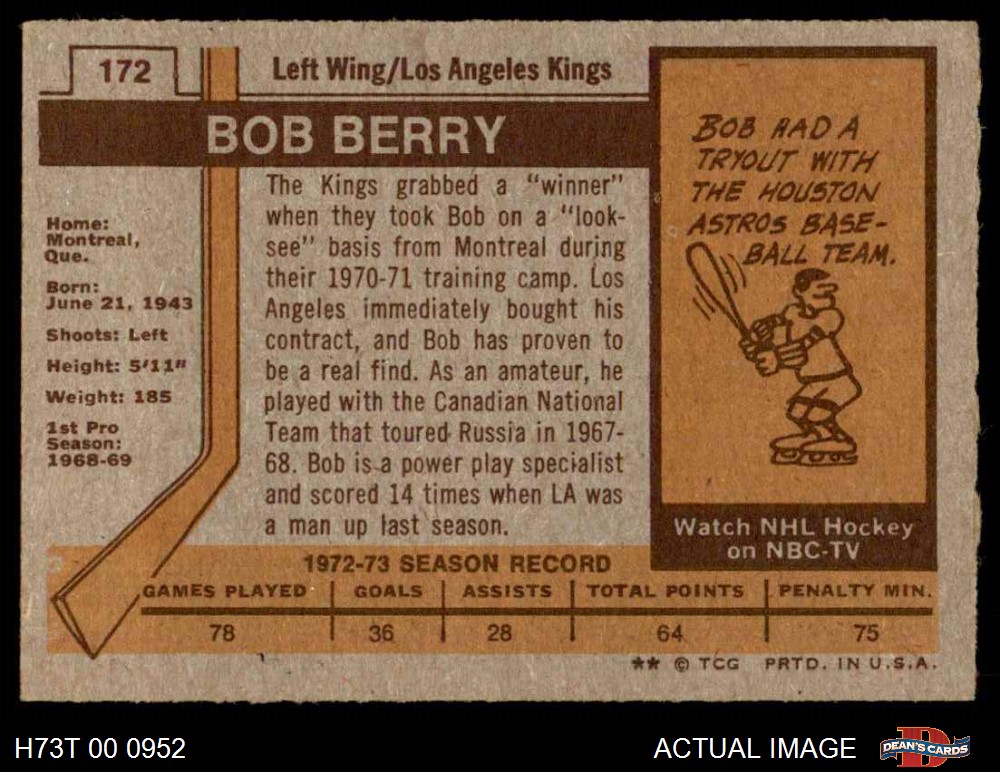 172
Left Wing/Los Angeles Kings
BOB BERRY
Home:
Montreal,
Que.
Born:
June 21, 1943
Shoots: Left
Height: 5'11"
Weight: 185
1st Pro
Season:
1968-69
The Kings grabbed a "winner"
when they took Bob on a "look-
see" basis from Montreal during
their 1970-71 training camp. Los
Angeles immediately bought his
contract, and Bob has proven to
be a real find. As an amateur, he
played with the Canadian National
Team that toured Russia in 1967-
68. Bob is a power play specialist
and scored 14 times when LA was
a man up last season.
BOB HAD A
TRYOUT WITH
THE HOUSTON
ASTROS BASE-
BALL TEAM.
Watch NHL Hockey
on NBC-TV
1972-73 SEASON RECORD
GAMES PLAYED GOALS ASSISTS TOTAL POINTS PENALTY MIN.
78 36 28 64 75
** © TCG PRTD. IN U.S.A.
H73T 00 0952
ACTUAL IMAGE
D
DEAN'S CARDS